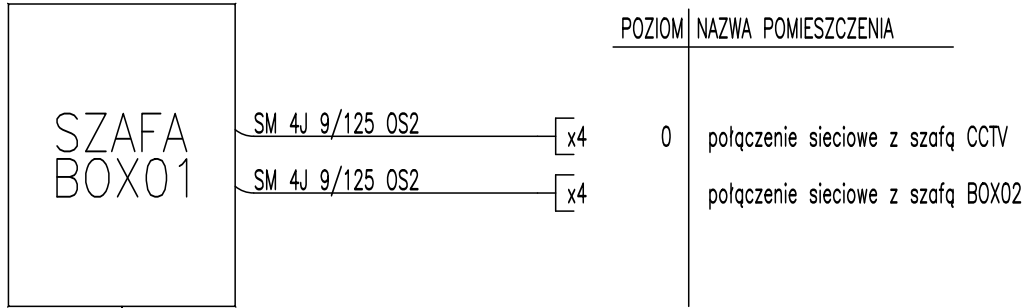 POZIOM NAZWA POMIESZCZENIA
SZAFA
BOX01
SM 4J 9/125 OS2 x4 0 połączenie sieciowe z szafą CCTV
SM 4J 9/125 OS2 x4 połączenie sieciowe z szafą BOX02